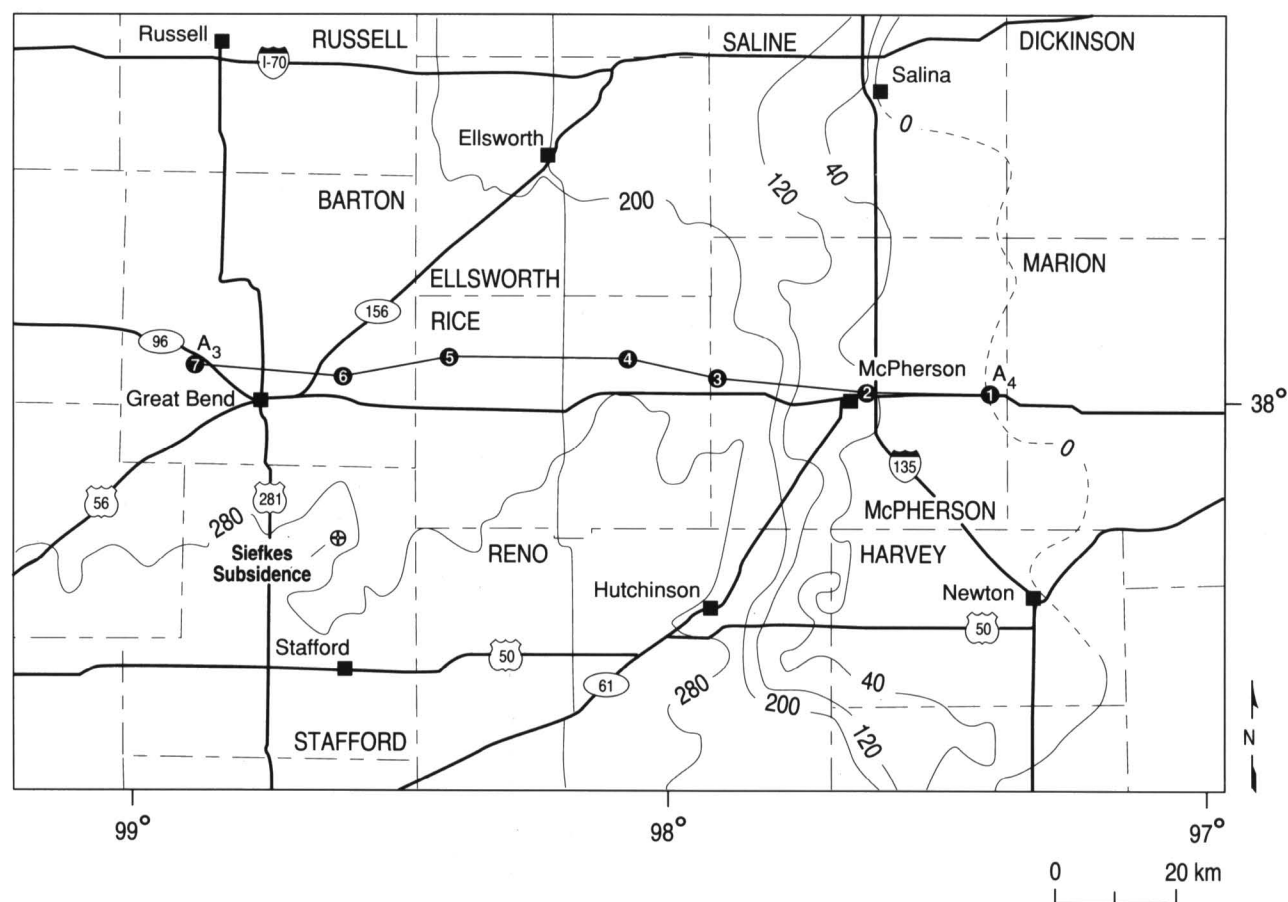 Russell
RUSSELL
SALINE
DICKINSON
I-70
Salina
0
Ellsworth
120
40
200
BARTON
ELLSWORTH
MARION
156
RICE
96
A3
7
6
5
4
3
McPherson
2
A4
1
Great Bend
38°
0
135
56
281
280
McPHERSON
Siefkes
Subsidence
RENO
HARVEY
Hutchinson
Newton
50
Stafford
50
61
280
200
40
120
STAFFORD
N
99°
98°
97°
0 20 km